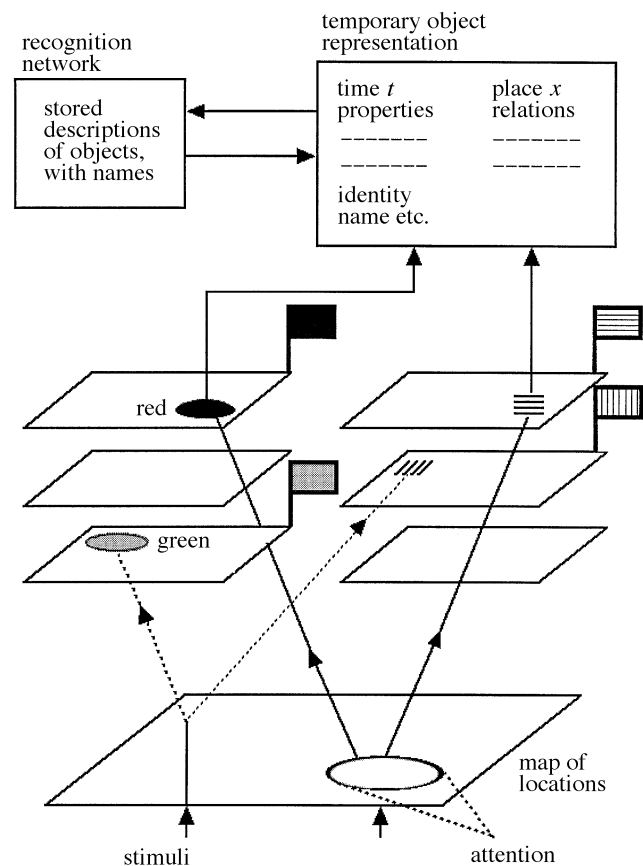 recognition
network
temporary object
representation
stored
descriptions
of objects,
with names
time t
properties
place x
relations
identity
name etc.
red
green
map of
locations
stimuli
attention